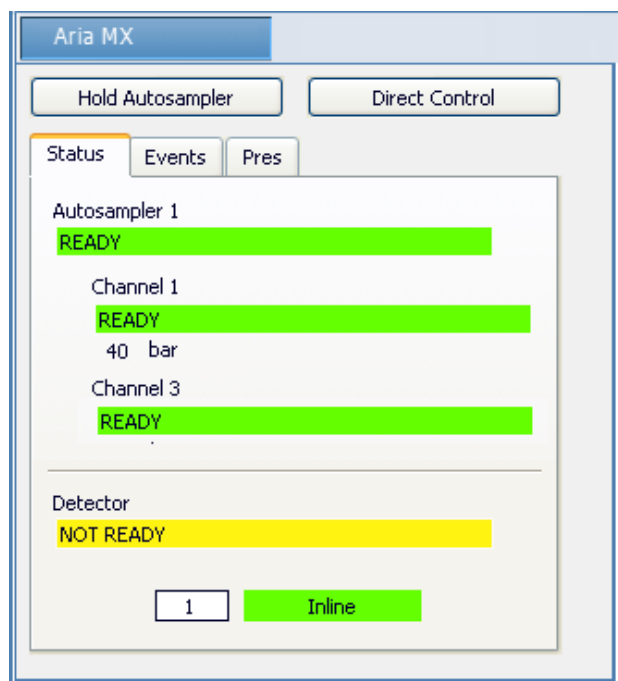 Aria MX
Hold Autosampler Direct Control
Status Events Pres
Autosampler 1
READY
Channel 1
READY
40 bar
Channel 3
READY
Detector
NOT READY
1 Inline